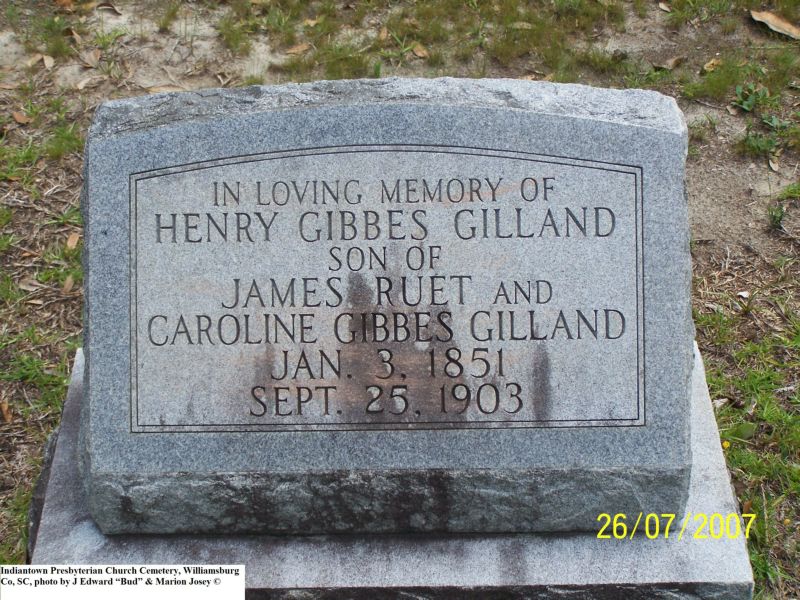 IN LOVING MEMORY OF
HENRY GIBBES GILLAND
SON OF
JAMES RUET AND
CAROLINE GIBBES GILLAND
JAN. 3, 1851
SEPT. 25, 1903
26/07/2007
Indiantown Presbyterian Church Cemetery, Williamsburg
Co, SC, photo by J Edward “Bud” & Marion Josey ©